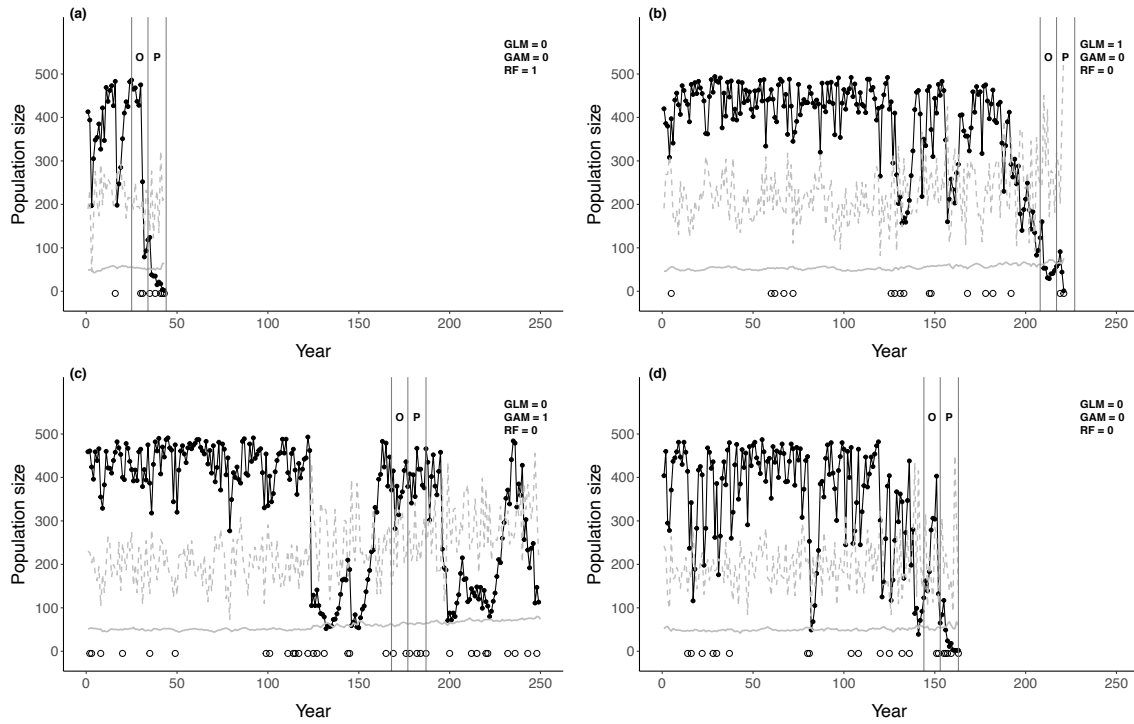 (a)
GLM = 0
GAM = 0
RF = 1
O P
Population size
500
400
300
200
100
0
0 50 100 150 200 250
Year
(b)
GLM = 1
GAM = 0
RF = 0
O P
Population size
500
400
300
200
100
0
0 50 100 150 200 250
Year
(c)
GLM = 0
GAM = 1
RF = 0
O P
Population size
500
400
300
200
100
0
0 50 100 150 200 250
Year
(d)
GLM = 0
GAM = 0
RF = 0
O P
Population size
500
400
300
200
100
0
0 50 100 150 200 250
Year